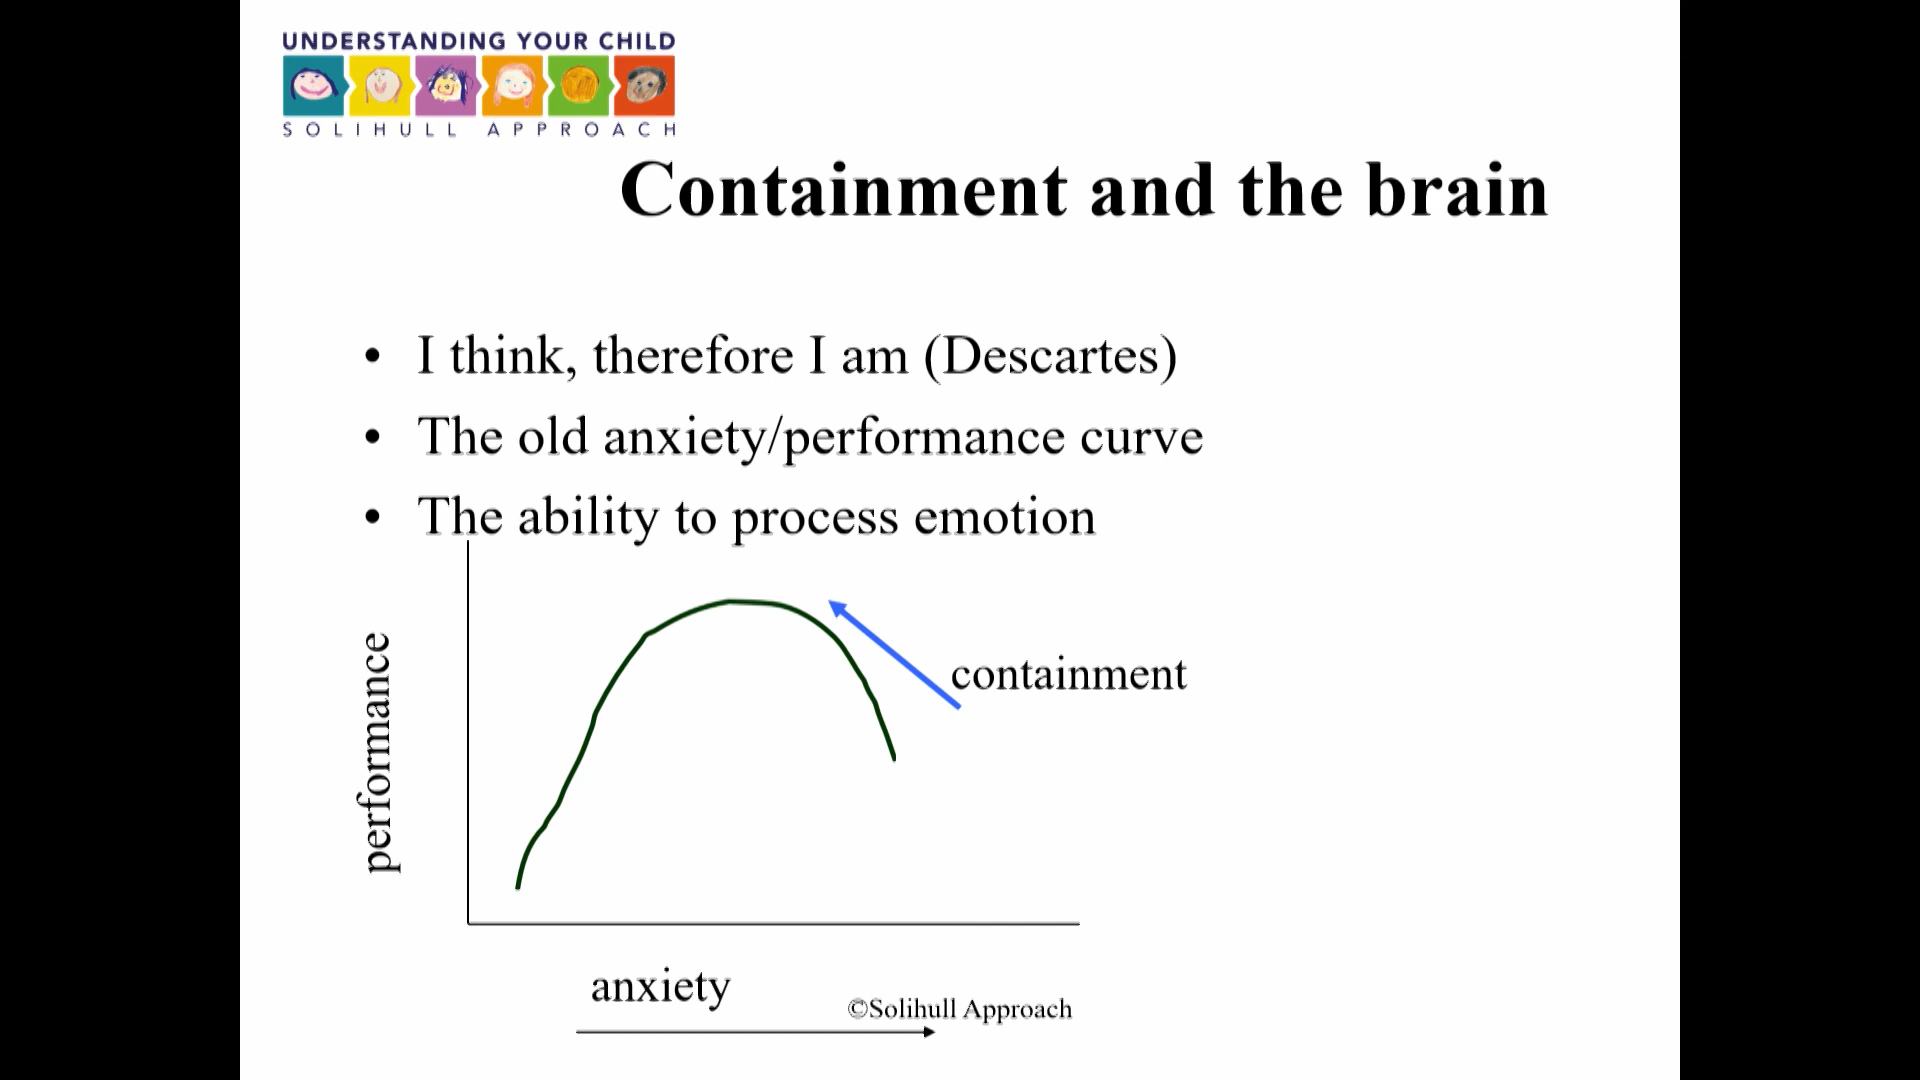 UNDERSTANDING YOUR CHILD
SOLIHULL APPROACH
Containment and the brain
• I think, therefore I am (Descartes)
• The old anxiety/performance curve
• The ability to process emotion
performance
containment
anxiety
©Solihull Approach